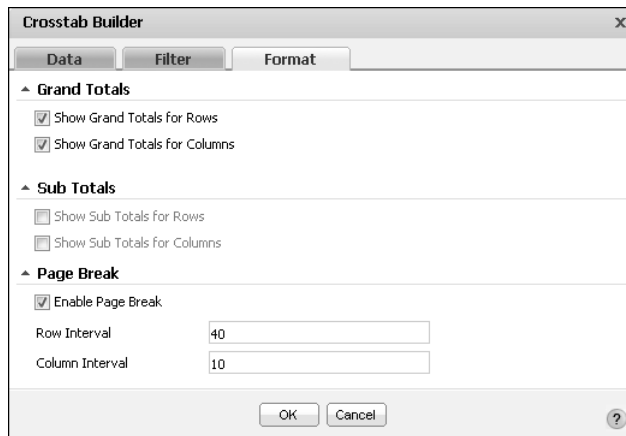 Crosstab Builder x
Data Filter Format
Grand Totals
Show Grand Totals for Rows
Show Grand Totals for Columns
Sub Totals
Show Sub Totals for Rows
Show Sub Totals for Columns
Page Break
Enable Page Break
Row Interval 40
Column Interval 10
OK Cancel ?